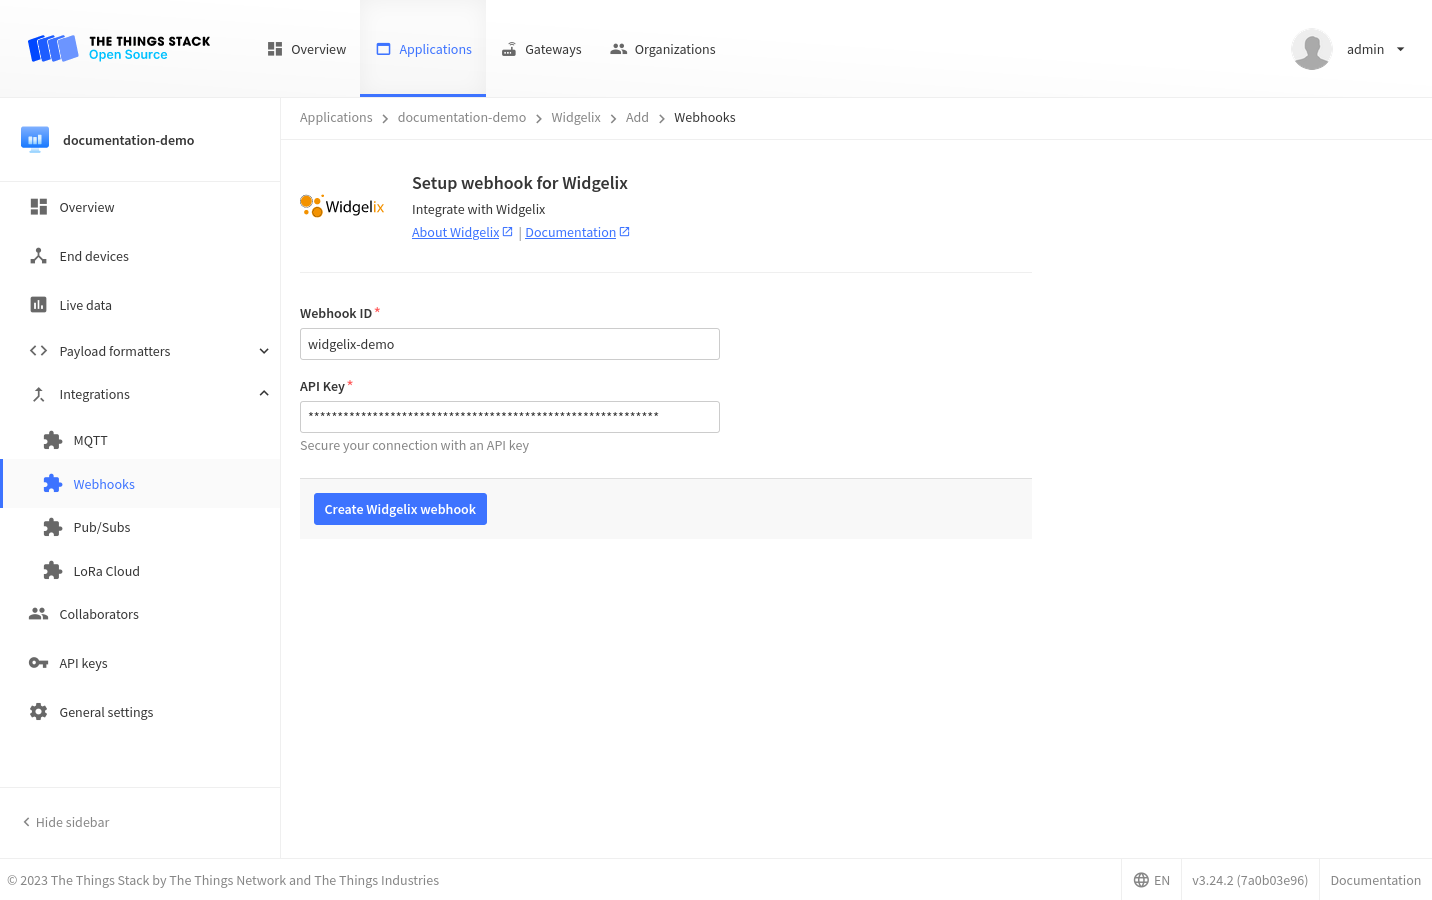 THE THINGS STACK
Open Source
Overview
Applications
Gateways
Organizations
admin
documentation-demo
Overview
End devices
Live data
Payload formatters
Integrations
MQTT
Webhooks
Pub/Subs
LoRa Cloud
Collaborators
API keys
General settings
Hide sidebar
Applications > documentation-demo > Widgelix > Add > Webhooks
Widgelix
Setup webhook for Widgelix
Integrate with Widgelix
About Widgelix | Documentation
Webhook ID*
widgelix-demo
API Key*
************************************************************
Secure your connection with an API key
Create Widgelix webhook
© 2023 The Things Stack by The Things Network and The Things Industries
EN
v3.24.2 (7a0b03e96)
Documentation